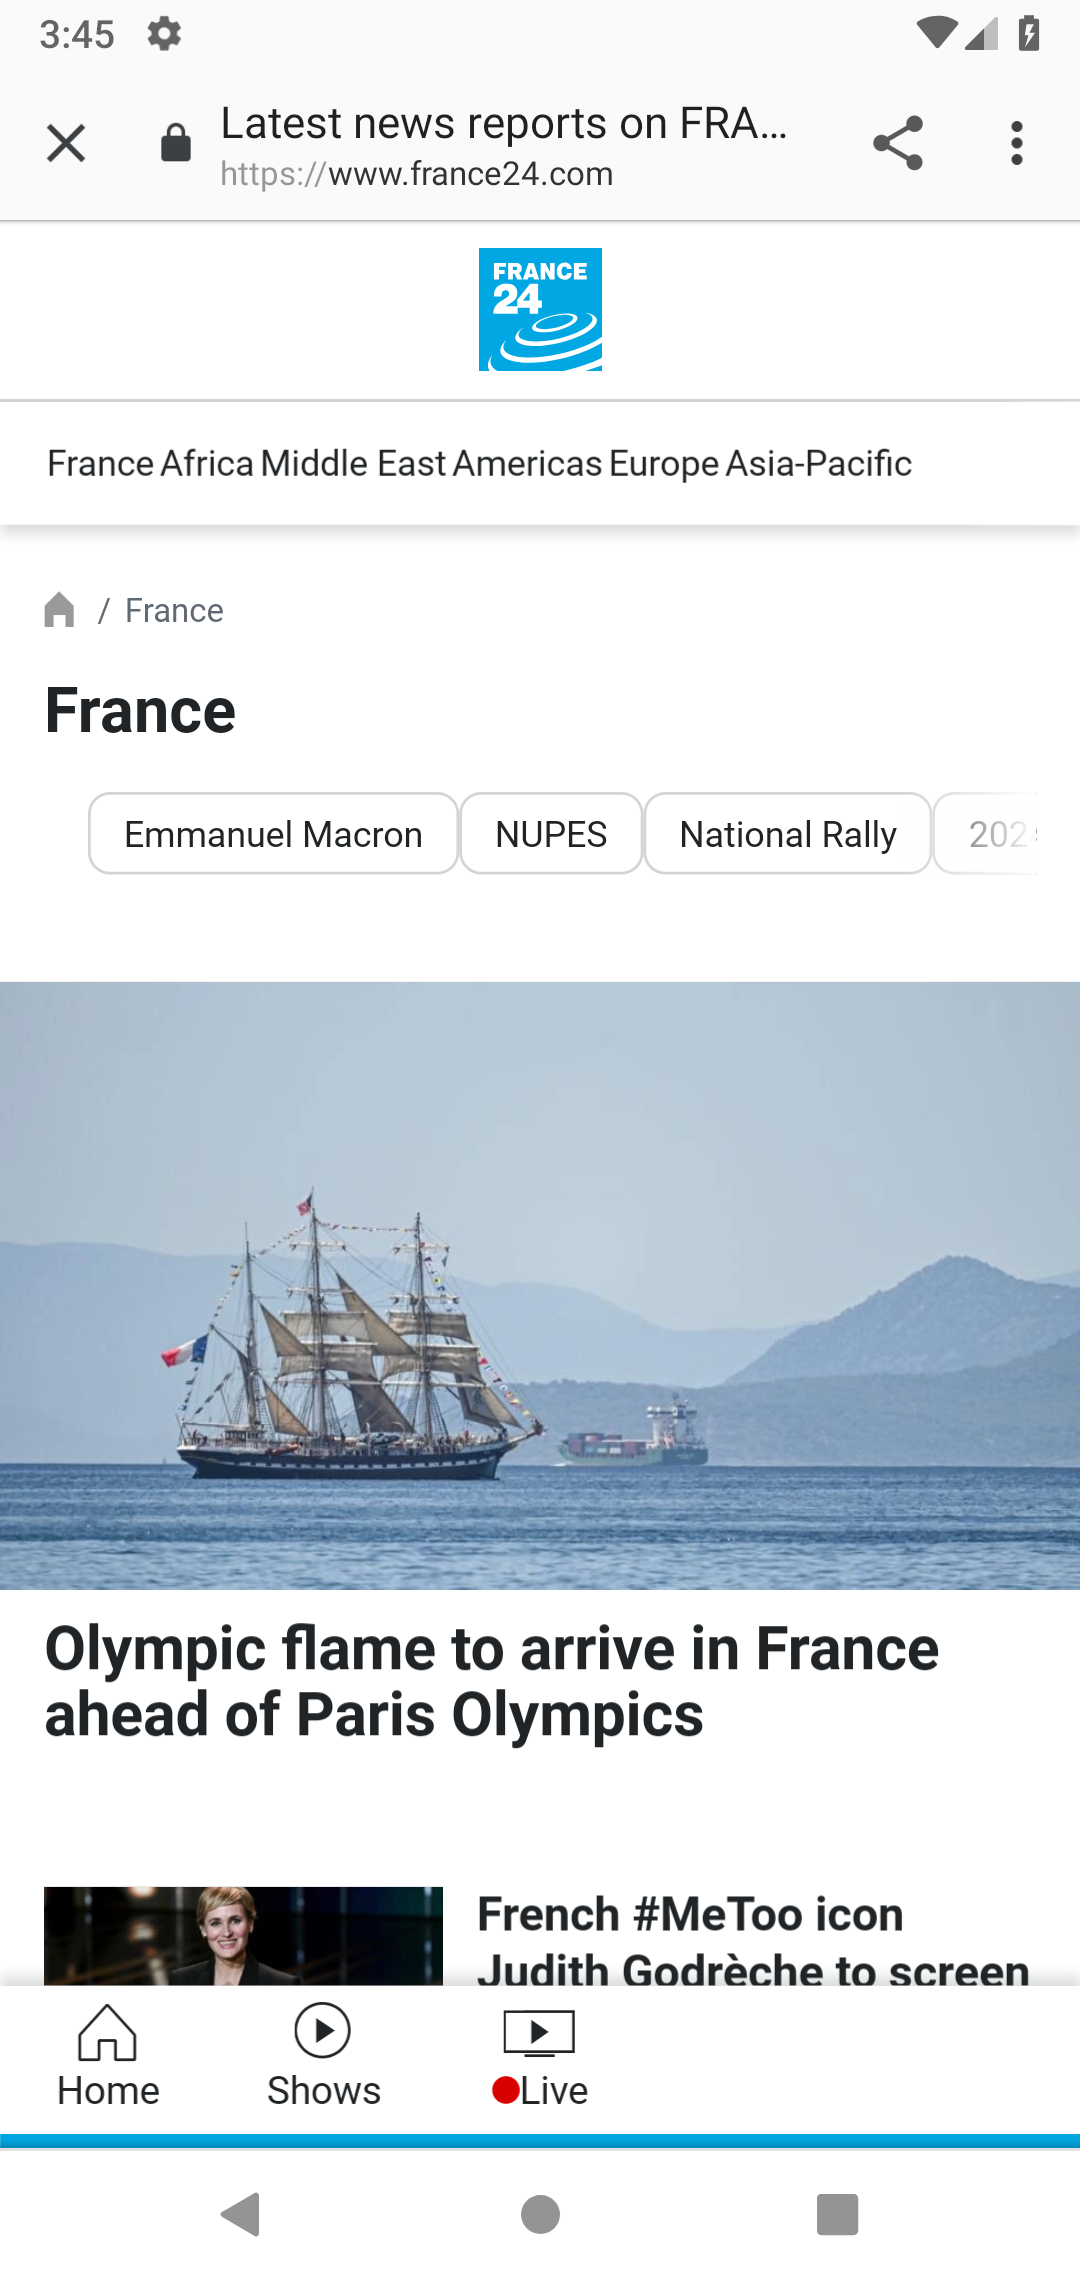 3:45
Latest news reports on FRA...
https://www.france24.com
FRANCE
24
France Africa Middle East Americas Europe Asia-Pacific
/ France
France
Emmanuel Macron NUPES National Rally 202
Olympic flame to arrive in France
ahead of Paris Olympics
French #MeToo icon
Judith Godrèche to screen
Home Shows Live